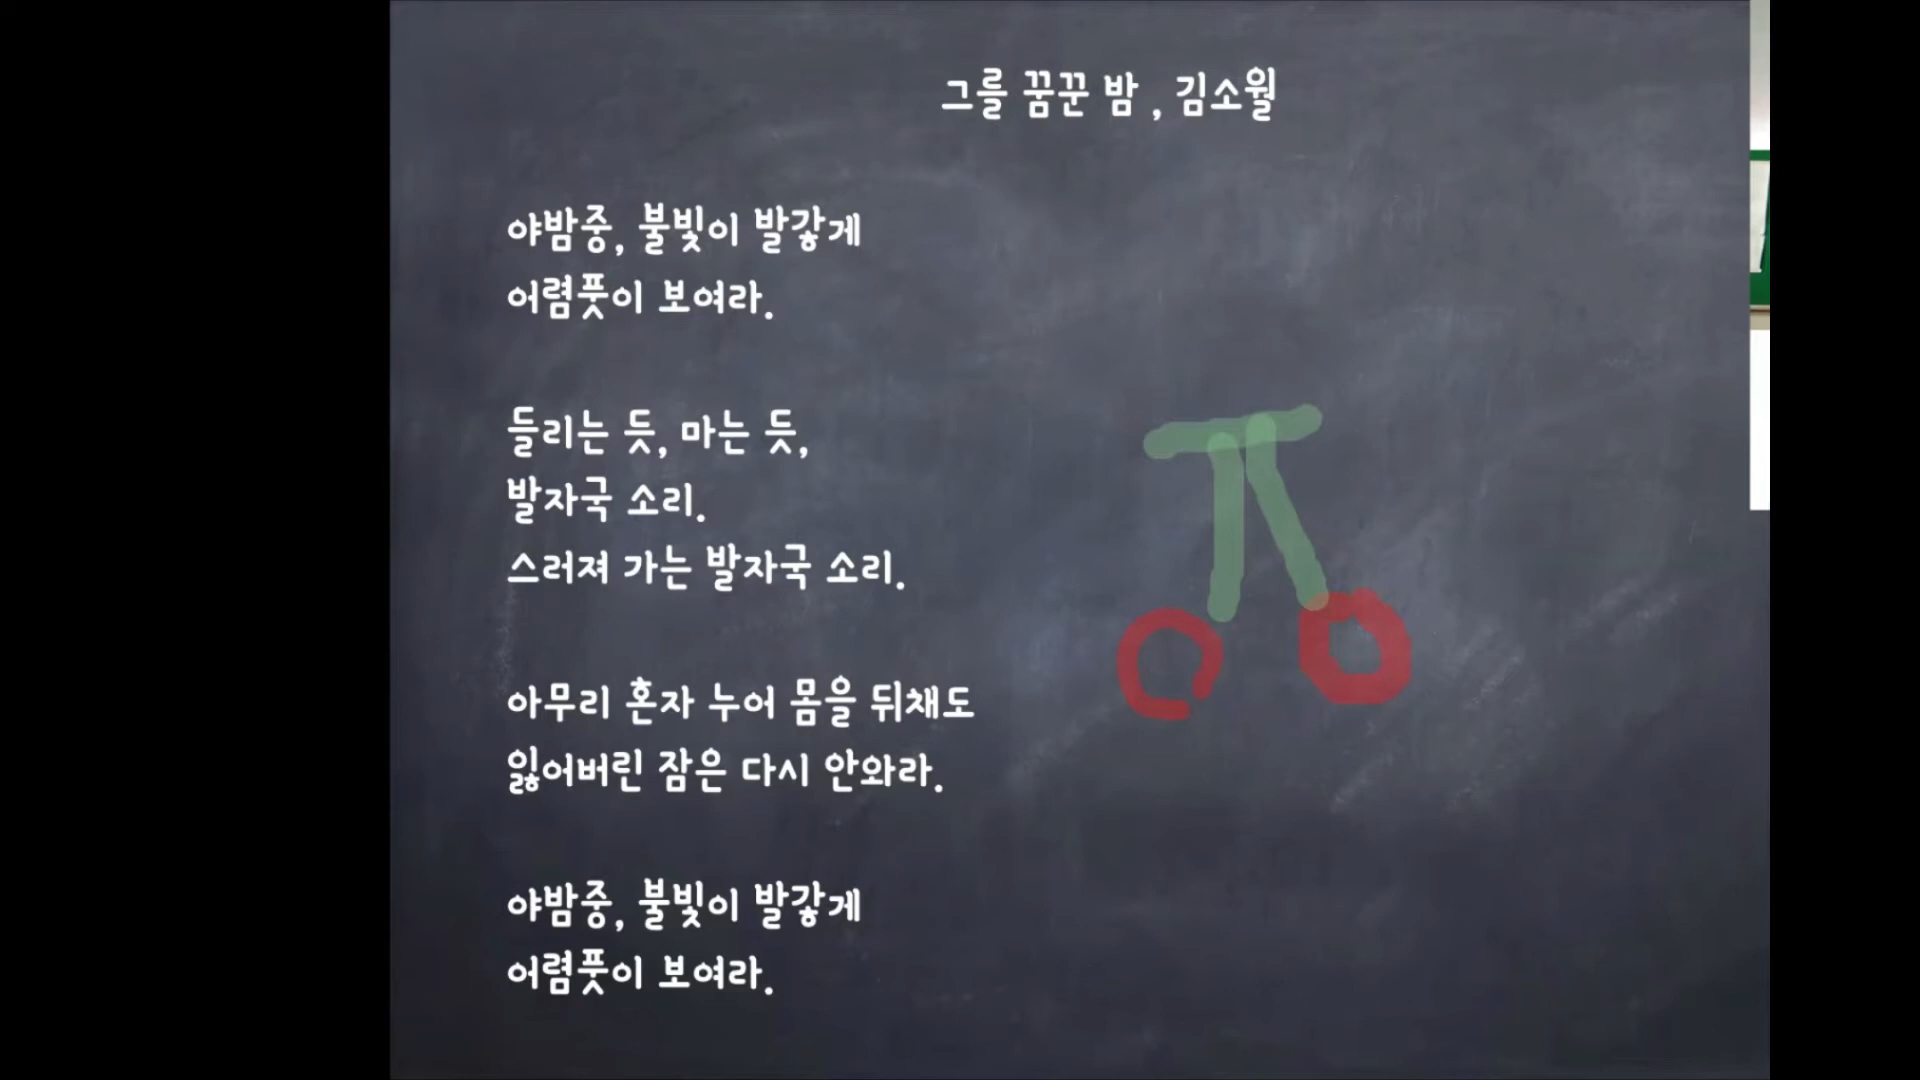 그를 꿈꾼 밤 , 김소월
야밤중, 불빛이 발갛게
어렴풋이 보여라.
들리는 듯, 마는 듯,
발자국 소리.
스러져 가는 발자국 소리.
아무리 혼자 누어 몸을 뒤채도
잃어버린 잠은 다시 안와라.
야밤중, 불빛이 발갛게
어렴풋이 보여라.